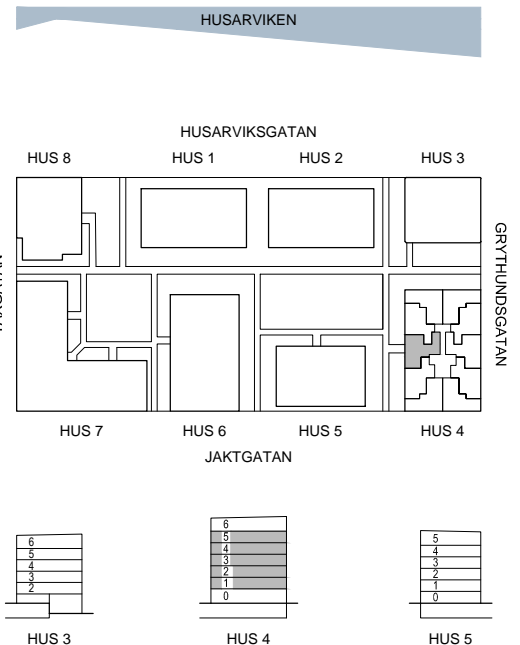 HUSARVIKEN
HUSARVIKSGATAN
HUS 8
HUS 1
HUS 2
HUS 3
GRYTHUNDSGATAN
HUS 7
HUS 6
HUS 5
HUS 4
JAKTGATAN
6
5
4
3
2
HUS 3
6
5
4
3
2
1
0
HUS 4
5
4
3
2
1
0
HUS 5